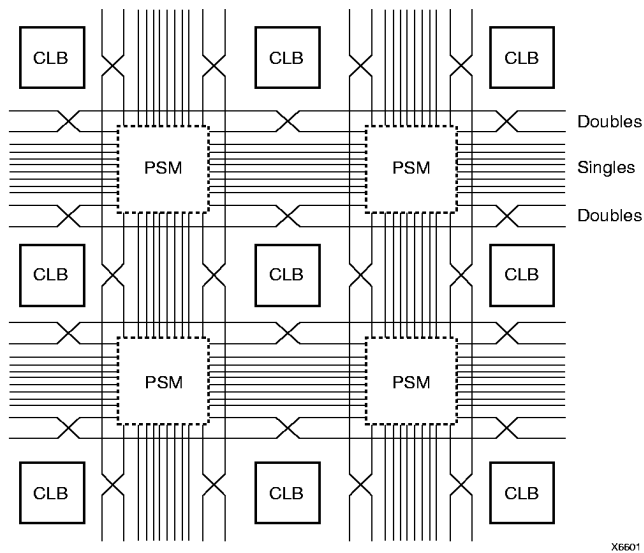 CLB CLB CLB
Doubles
PSM PSM Singles
Doubles
CLB CLB CLB
PSM PSM
CLB CLB CLB
X6601